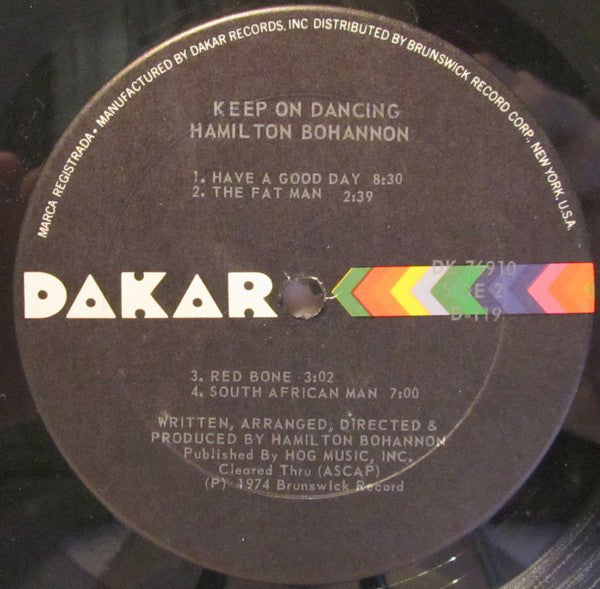 MARCA REGISTRADA • MANUFACTURED BY DAKAR RECORDS, INC DISTRIBUTED BY BRUNSWICK RECORD CORP., NEW YORK, U.S.A.
KEEP ON DANCING
HAMILTON BOHANNON
1. HAVE A GOOD DAY 8:30
2. THE FAT MAN 2:39
DAKAR
DK 76910
2
3. RED BONE 3:02
4. SOUTH AFRICAN MAN 7:00
WRITTEN, ARRANGED, DIRECTED &
PRODUCED BY HAMILTON BOHANNON
Published By HOG MUSIC, INC.
Cleared Thru (ASCAP)
(P) 1974 Brunswick Record